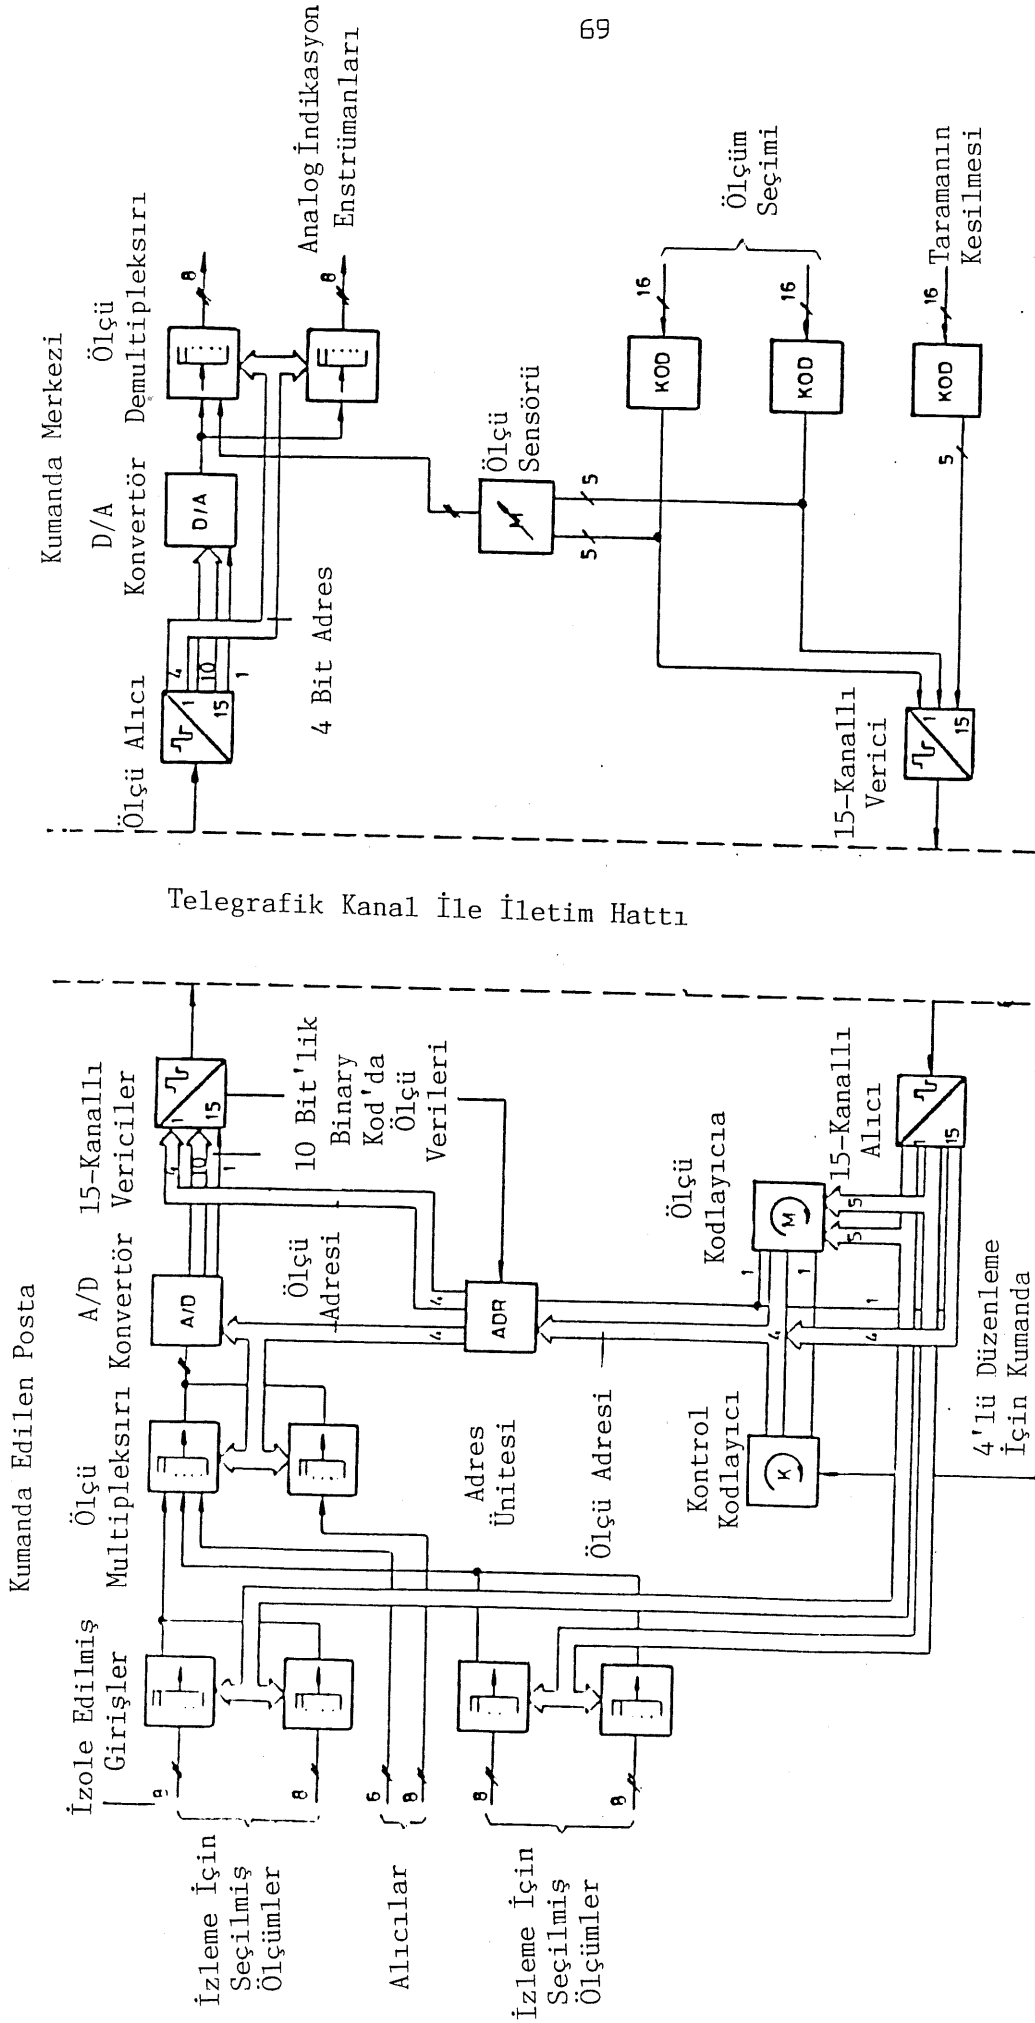 69
Kumanda Edilen Posta
İzole Edilmiş
Girişler
Ölçü
Multipleksırı
A/D
Konvertör
15-Kanallı
Vericiler
İzleme İçin
Seçilmiş
Ölçümler
8
8
Alıcılar
6
8
İzleme İçin
Seçilmiş
Ölçümler
8
8
A/D
4
10
1
1
15
Ölçü
Adresi
10 Bit'lik
Binary
Kod'da
Ölçü
Verileri
Adres
Ünitesi
ADR
4
4
Ölçü Adresi
Kontrol
Kodlayıcı
K
Ölçü
Kodlayıcıa
M
1
1
4
5
5
1
4
15-Kanallı
Alıcı
1
15
4'lü Düzenleme
İçin Kumanda
Telegrafik Kanal İle İletim Hattı
Kumanda Merkezi
Ölçü Alıcı
D/A
Konvertör
Ölçü
Demultipleksırı
1
15
4
10
1
D/A
8
8
Analog İndikasyon
Enstrümanları
4 Bit Adres
Ölçü
Sensörü
M
5
5
KOD
16
KOD
16
Ölçüm
Seçimi
KOD
16
5
Taramanın
Kesilmesi
15-Kanallı
Verici
1
15